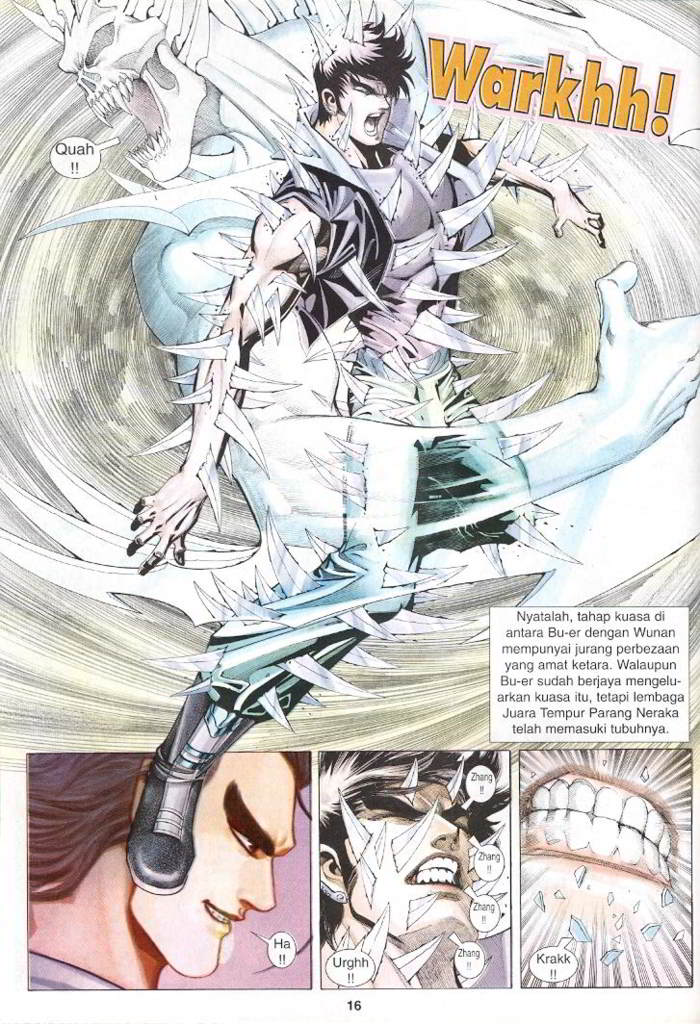 Warkhh!
Quah
!!
Nyatalah, tahap kuasa di
antara Bu-er dengan Wunan
mempunyai jurang perbezaan
yang amat ketara. Walaupun
Bu-er sudah berjaya mengelu-
arkan kuasa itu, tetapi lembaga
Juara Tempur Parang Neraka
telah memasuki tubuhnya.
Ha
!!
Zhang
!!
Zhang
!!
Zhang
!!
Zhang
!!
Urghh
!!
Krakk
!!
16